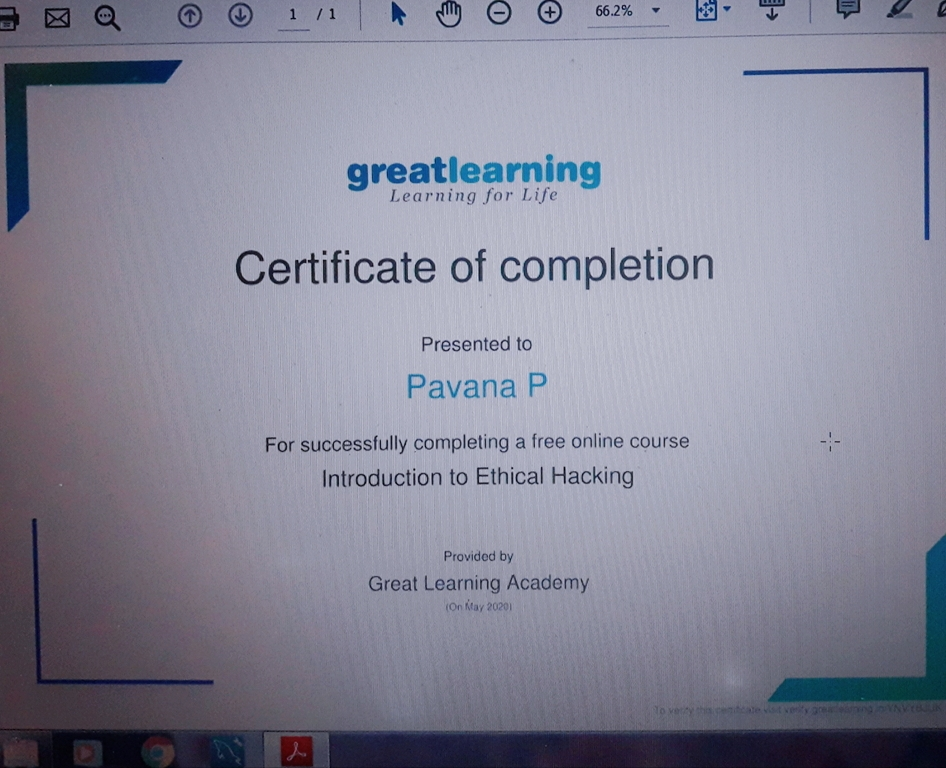 1 / 1
66.2%
greatlearning
Learning for Life
Certificate of completion
Presented to
Pavana P
For successfully completing a free online course
Introduction to Ethical Hacking
Provided by
Great Learning Academy
(On May 2020)
To verify this certificate visit verify.greatlearning.in/